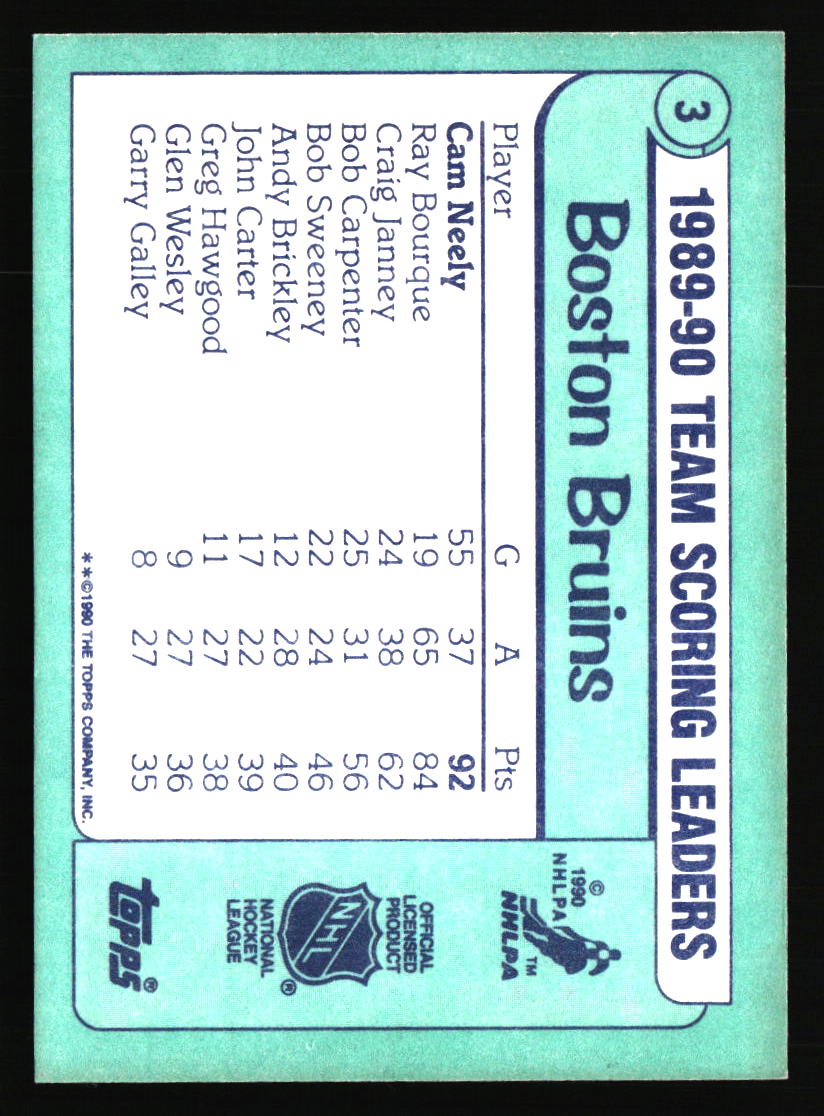 3
1989-90 TEAM SCORING LEADERS
Boston Bruins
Player G A Pts
Cam Neely 55 37 92
Ray Bourque 19 65 84
Craig Janney 24 38 62
Bob Carpenter 25 31 56
Bob Sweeney 22 24 46
Andy Brickley 12 28 40
John Carter 17 22 39
Greg Hawgood 11 27 38
Glen Wesley 9 27 36
Garry Galley 8 27 35
**©1990 THE TOPPS COMPANY, INC.
©
1990
NHLPA
TM
NHLPA
OFFICIAL
LICENSED
PRODUCT
NHL
®
NATIONAL
HOCKEY
LEAGUE
topps®